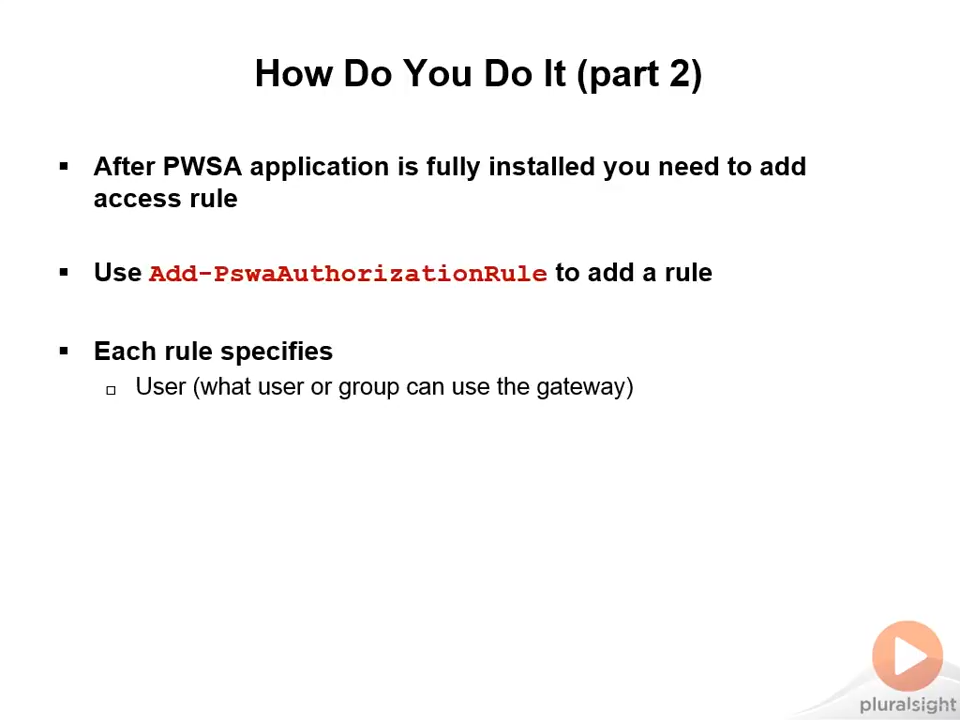 How Do You Do It (part 2)
After PWSA application is fully installed you need to add
access rule
Use Add-PswaAuthorizationRule to add a rule
Each rule specifies
User (what user or group can use the gateway)
pluralsight